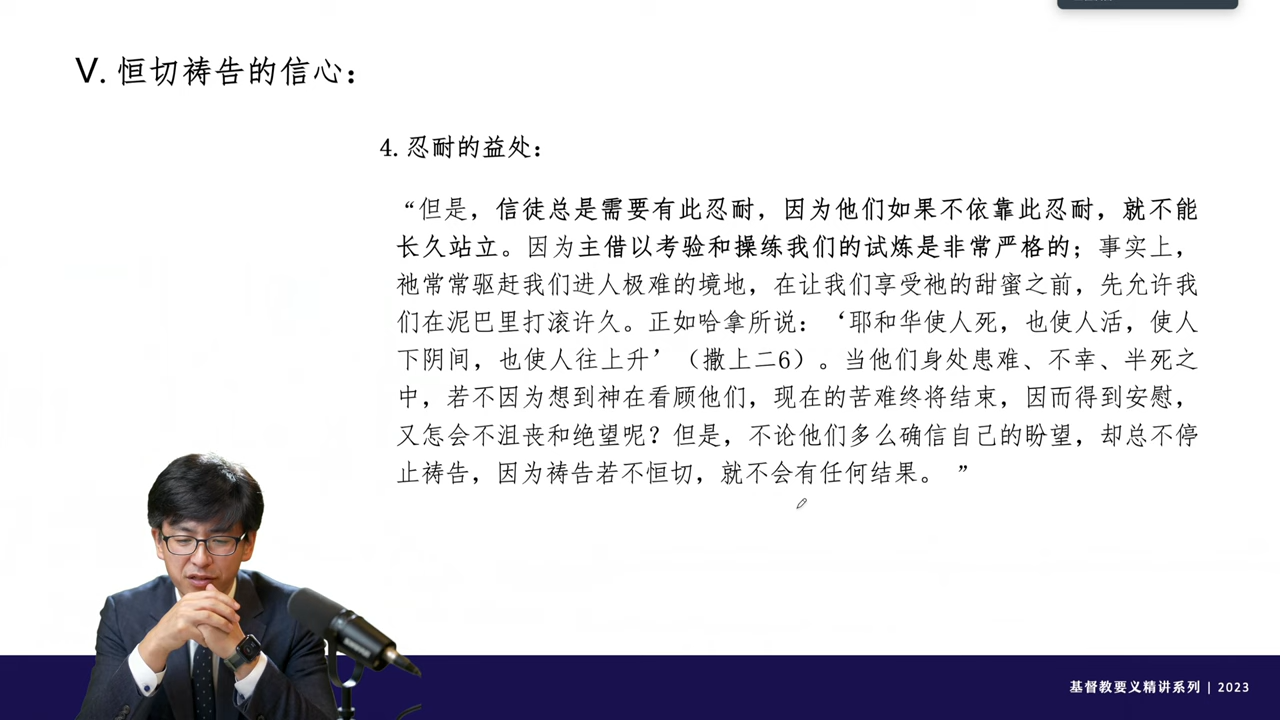 V. 恒切祷告的信心：
4. 忍耐的益处：
“但是，信徒总是需要有此忍耐，因为他们如果不依靠此忍耐，就不能
长久站立。因为主借以考验和操练我们的试炼是非常严格的；事实上，
祂常常驱赶我们进入极难的境地，在让我们享受祂的甜蜜之前，先允许我
们在泥巴里打滚许久。正如哈拿所说：‘耶和华使人死，也使人活，使人
下阴间，也使人往上升’（撒上二6）。当他们身处患难、不幸、半死之
中，若不因为想到神在看顾他们，现在的苦难终将结束，因而得到安慰，
又怎会不沮丧和绝望呢？但是，不论他们多么确信自己的盼望，却总不停
止祷告，因为祷告若不恒切，就不会有任何结果。”
基督教要义精讲系列 | 2023